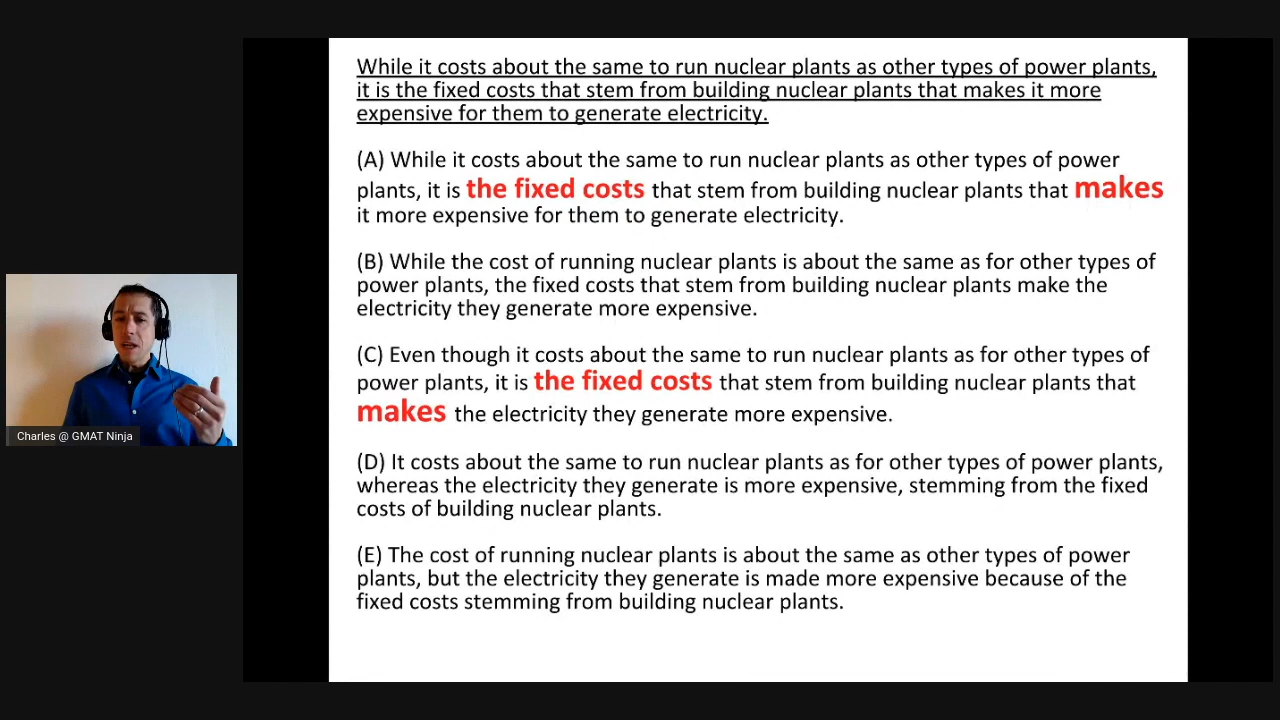 While it costs about the same to run nuclear plants as other types of power plants,
it is the fixed costs that stem from building nuclear plants that makes it more
expensive for them to generate electricity.
(A) While it costs about the same to run nuclear plants as other types of power
plants, it is the fixed costs that stem from building nuclear plants that makes
it more expensive for them to generate electricity.
(B) While the cost of running nuclear plants is about the same as for other types of
power plants, the fixed costs that stem from building nuclear plants make the
electricity they generate more expensive.
(C) Even though it costs about the same to run nuclear plants as for other types of
power plants, it is the fixed costs that stem from building nuclear plants that
makes the electricity they generate more expensive.
(D) It costs about the same to run nuclear plants as for other types of power plants,
whereas the electricity they generate is more expensive, stemming from the fixed
costs of building nuclear plants.
(E) The cost of running nuclear plants is about the same as other types of power
plants, but the electricity they generate is made more expensive because of the
fixed costs stemming from building nuclear plants.
Charles @ GMAT Ninja